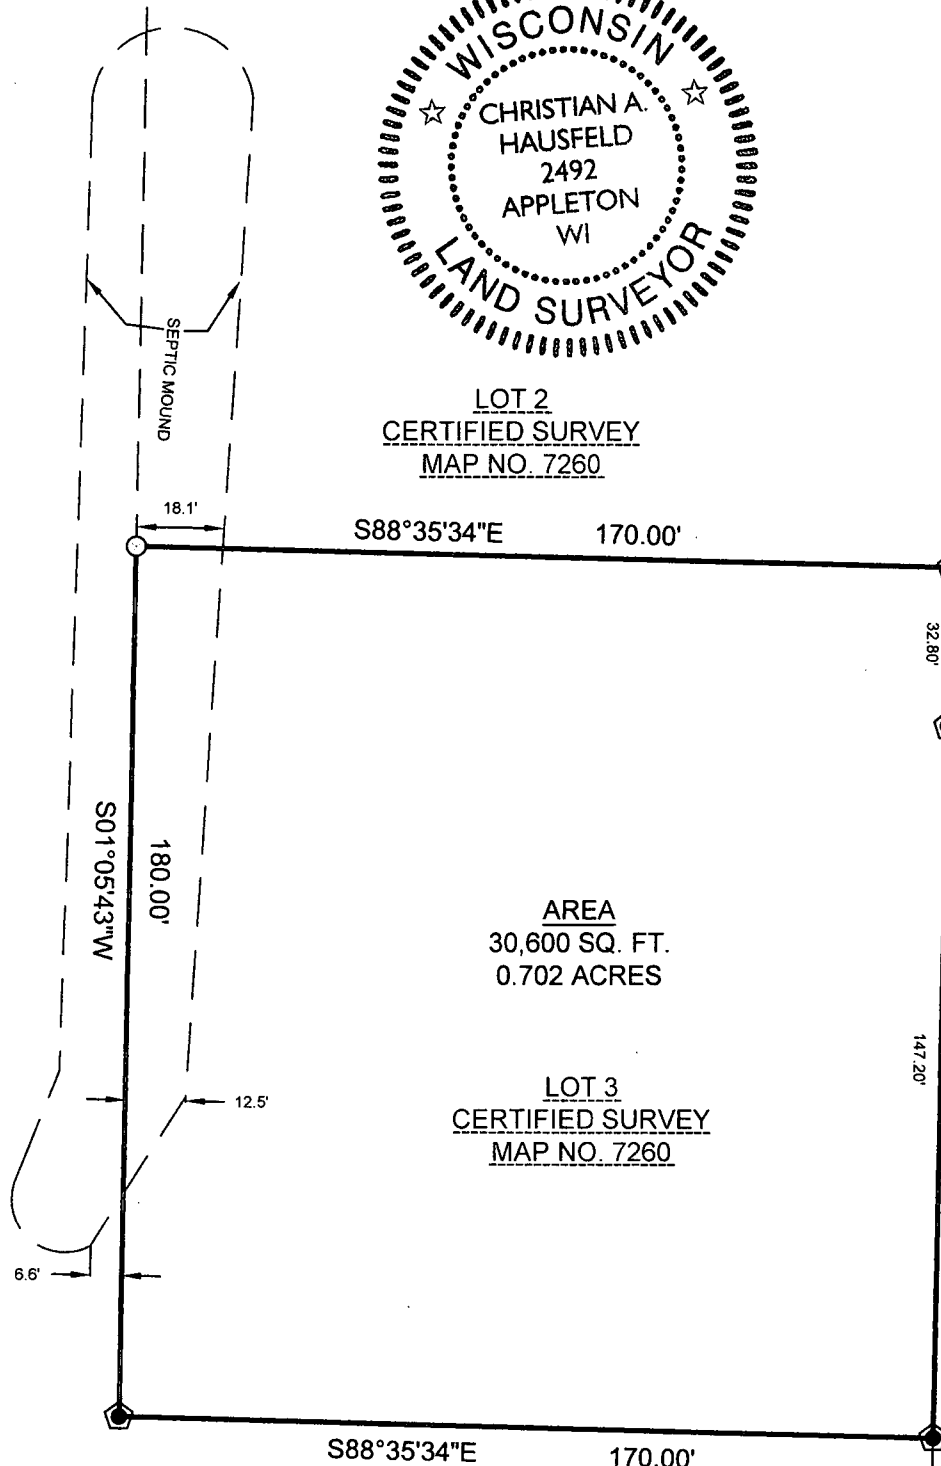 WISCONSIN
CHRISTIAN A.
HAUSFELD
2492
APPLETON
WI
LAND SURVEYOR
SEPTIC MOUND
LOT 2
CERTIFIED SURVEY
MAP NO. 7260
18.1'
S88°35'34"E 170.00'
32.80'
S01°05'43"W
180.00'
AREA
30,600 SQ. FT.
0.702 ACRES
147.20'
LOT 3
CERTIFIED SURVEY
MAP NO. 7260
12.5'
6.6'
S88°35'34"E 170.00'